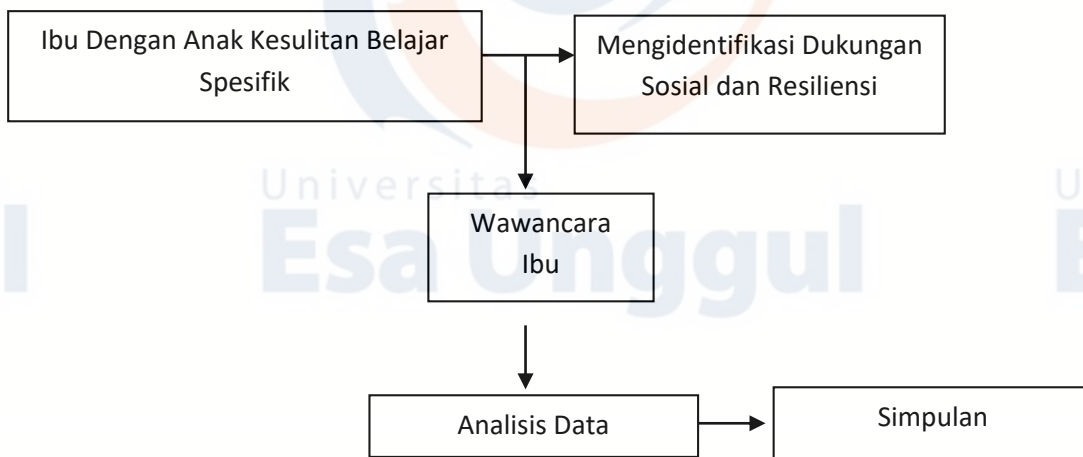 Ibu Dengan Anak Kesulitan Belajar
Spesifik
Mengidentifikasi Dukungan
Sosial dan Resiliensi
Universitas
Esa Unggul
Wawancara
Ibu
Analisis Data
Simpulan